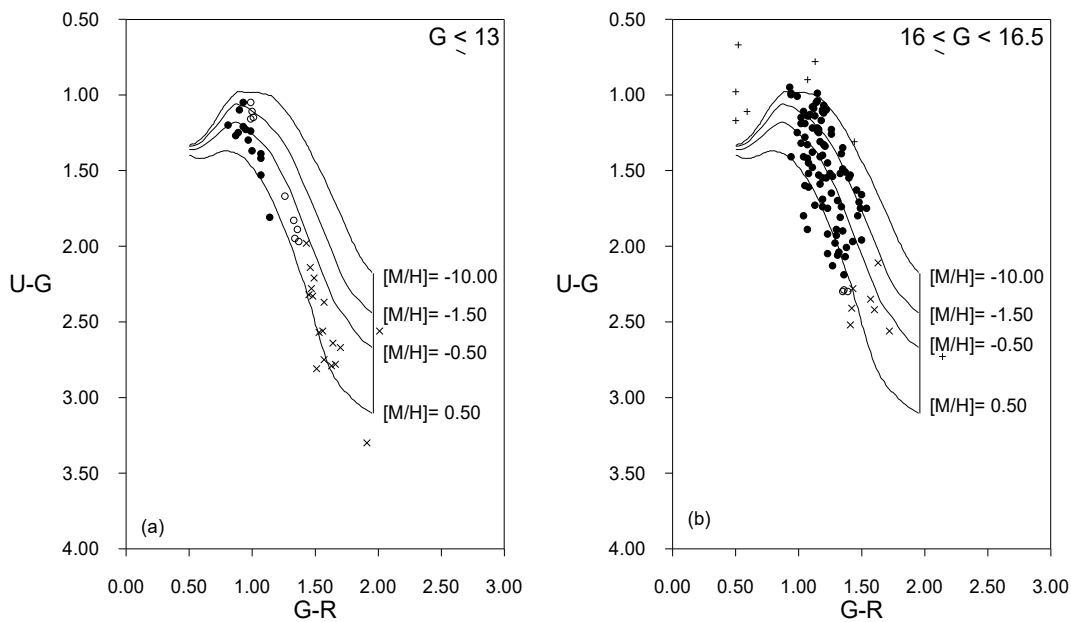 G ≤ 13
0.50
1.00
1.50
2.00
2.50
3.00
3.50
4.00
U-G
[M/H]= -10.00
[M/H]= -1.50
[M/H]= -0.50
[M/H]= 0.50
(a)
0.00 0.50 1.00 1.50 2.00 2.50 3.00
G-R
16 ≤ G < 16.5
0.50
1.00
1.50
2.00
2.50
3.00
3.50
4.00
U-G
[M/H]= -10.00
[M/H]= -1.50
[M/H]= -0.50
[M/H]= 0.50
(b)
0.00 0.50 1.00 1.50 2.00 2.50 3.00
G-R